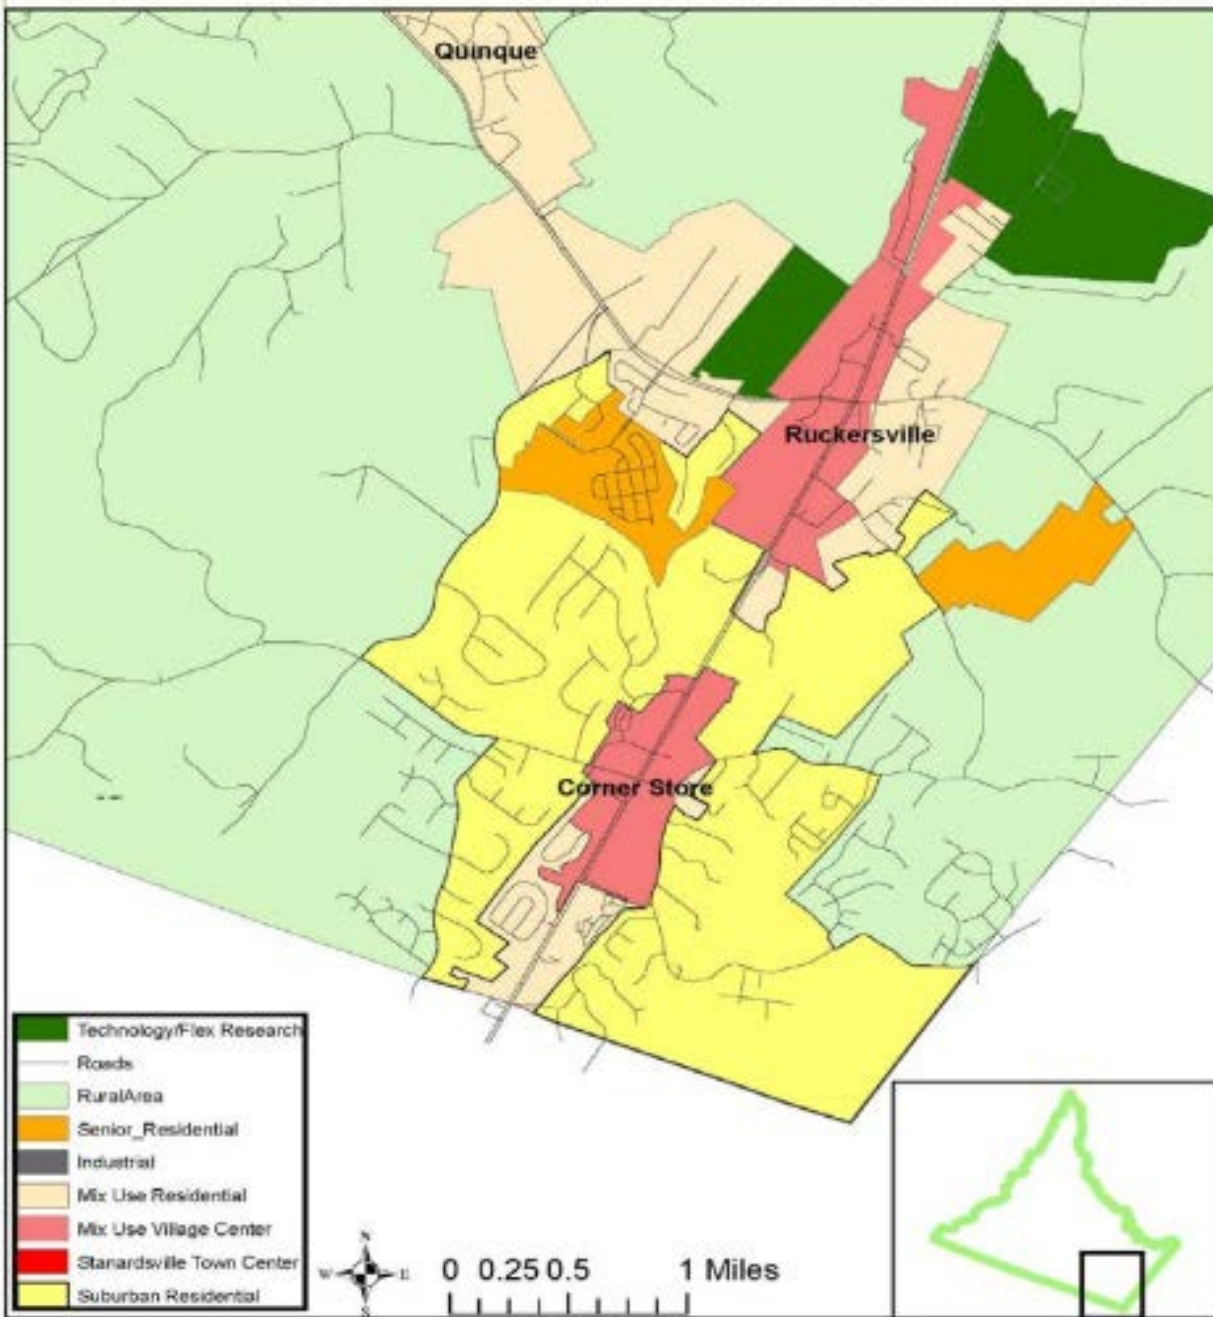 Quinque
Ruckersville
Corner Store
Technology/Flex Research
Roads
RuralArea
Senior_Residential
Industrial
Mix Use Residential
Mix Use Village Center
Stanardsville Town Center
Suburban Residential
N
W E
S
0 0.25 0.5 1 Miles